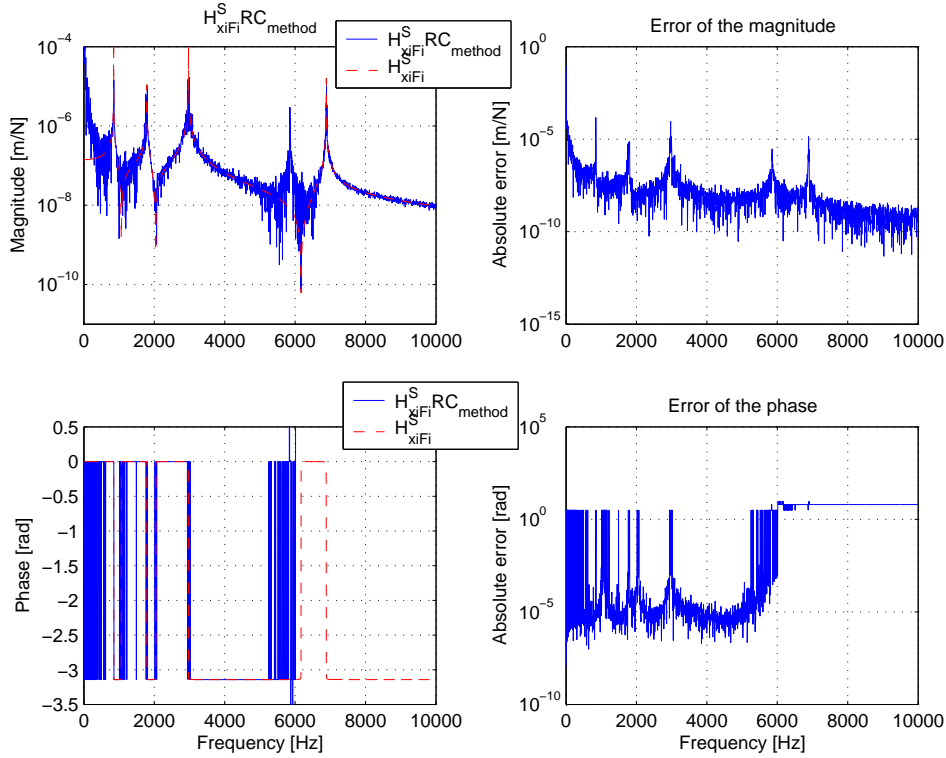 H^S_xiFi RC_method
H^S_xiFi RC_method
H^S_xiFi
Magnitude [m/N]
10^−4
10^−6
10^−8
10^−10
0 2000 4000 6000 8000 10000
Error of the magnitude
Absolute error [m/N]
10^0
10^−5
10^−10
10^−15
0 2000 4000 6000 8000 10000
H^S_xiFi RC_method
H^S_xiFi
Phase [rad]
0.5
0
−0.5
−1
−1.5
−2
−2.5
−3
−3.5
0 2000 4000 6000 8000 10000
Frequency [Hz]
Error of the phase
Absolute error [rad]
10^5
10^0
10^−5
10^−10
0 2000 4000 6000 8000 10000
Frequency [Hz]